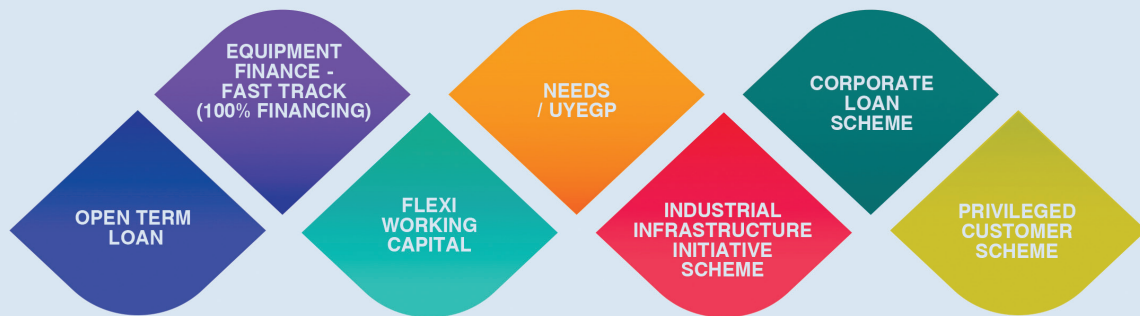 OPEN TERM
LOAN
EQUIPMENT
FINANCE -
FAST TRACK
(100% FINANCING)
FLEXI
WORKING
CAPITAL
NEEDS
/ UYEGP
INDUSTRIAL
INFRASTRUCTURE
INITIATIVE
SCHEME
CORPORATE
LOAN
SCHEME
PRIVILEGED
CUSTOMER
SCHEME